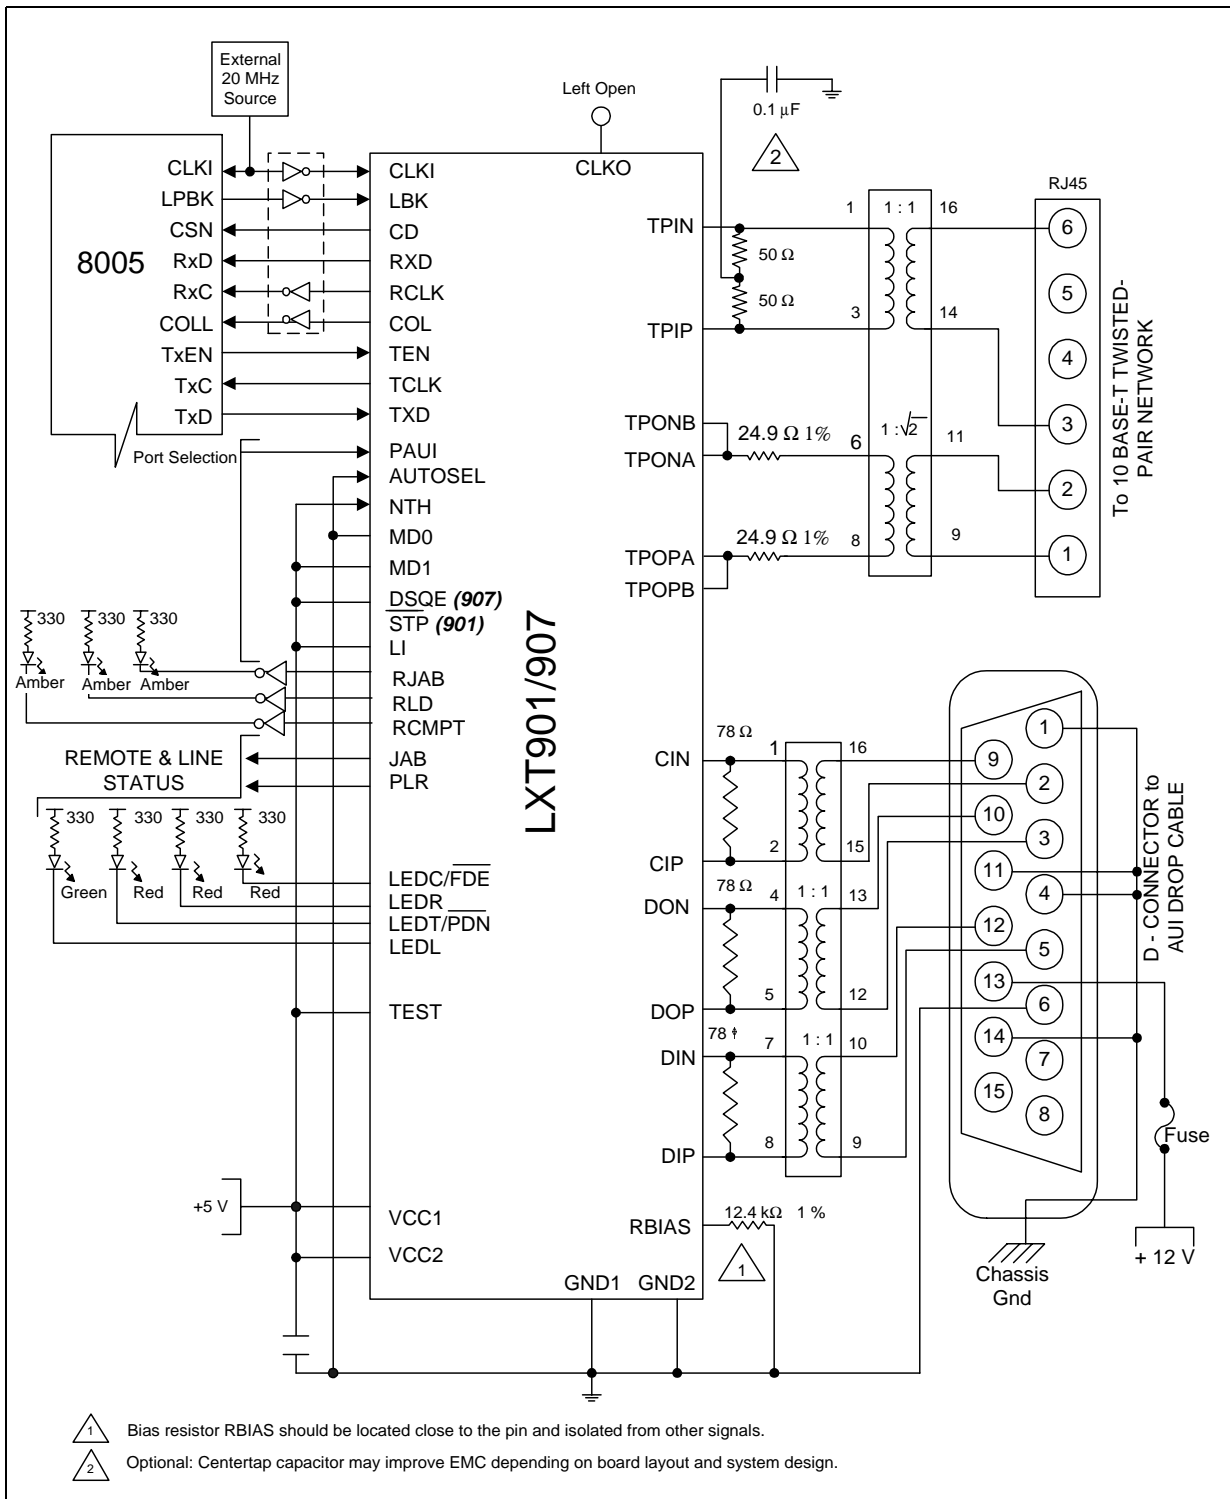 External
20 MHz
Source
Left Open
0.1 μF
2
CLKI
LPBK
CSN
RxD
RxC
COLL
TxEN
TxC
TxD
8005
Port Selection
CLKI
LBK
CD
RXD
RCLK
COL
TEN
TCLK
TXD
PAUI
AUTOSEL
NTH
MD0
MD1
DSQE (907)
STP (901)
LI
RJAB
RLD
RCMPT
JAB
PLR
LEDC/FDE
LEDR
LEDT/PDN
LEDL
TEST
VCC1
VCC2
CLKO
LXT901/907
TPIN
TPIP
TPONB
TPONA
TPOPA
TPOPB
CIN
CIP
DON
DOP
DIN
DIP
RBIAS
GND1
GND2
50 Ω
50 Ω
24.9 Ω 1%
24.9 Ω 1%
1
1 : 1
16
3
14
6
1 : √2
11
8
9
RJ45
6
5
4
3
2
1
To 10 BASE-T TWISTED-
PAIR NETWORK
330
330
330
Amber
Amber
Amber
REMOTE & LINE
STATUS
330
330
330
330
Green
Red
Red
Red
78 Ω
1
16
2
15
78 Ω
4
1 : 1
13
5
12
78 ϕ
7
1 : 1
10
8
9
1
9
2
10
3
11
4
12
5
13
6
14
7
15
8
D - CONNECTOR to
AUI DROP CABLE
Fuse
+ 12 V
Chassis
Gnd
+5 V
12.4 kΩ 1 %
1
1 Bias resistor RBIAS should be located close to the pin and isolated from other signals.
2 Optional: Centertap capacitor may improve EMC depending on board layout and system design.